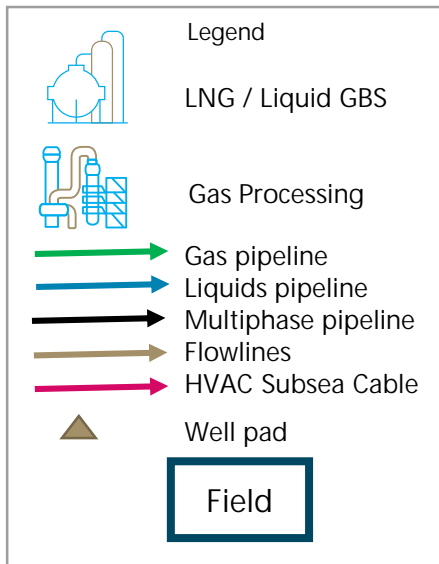 Legend
LNG / Liquid GBS
Gas Processing
Gas pipeline
Liquids pipeline
Multiphase pipeline
Flowlines
HVAC Subsea Cable
Well pad
Field